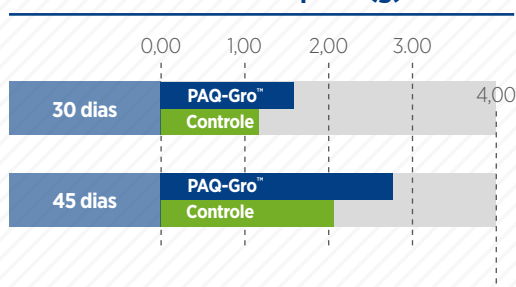 0,00 1,00 2,00 3.00
4,00
30 dias
PAQ-Gro™
Controle
45 dias
PAQ-Gro™
Controle